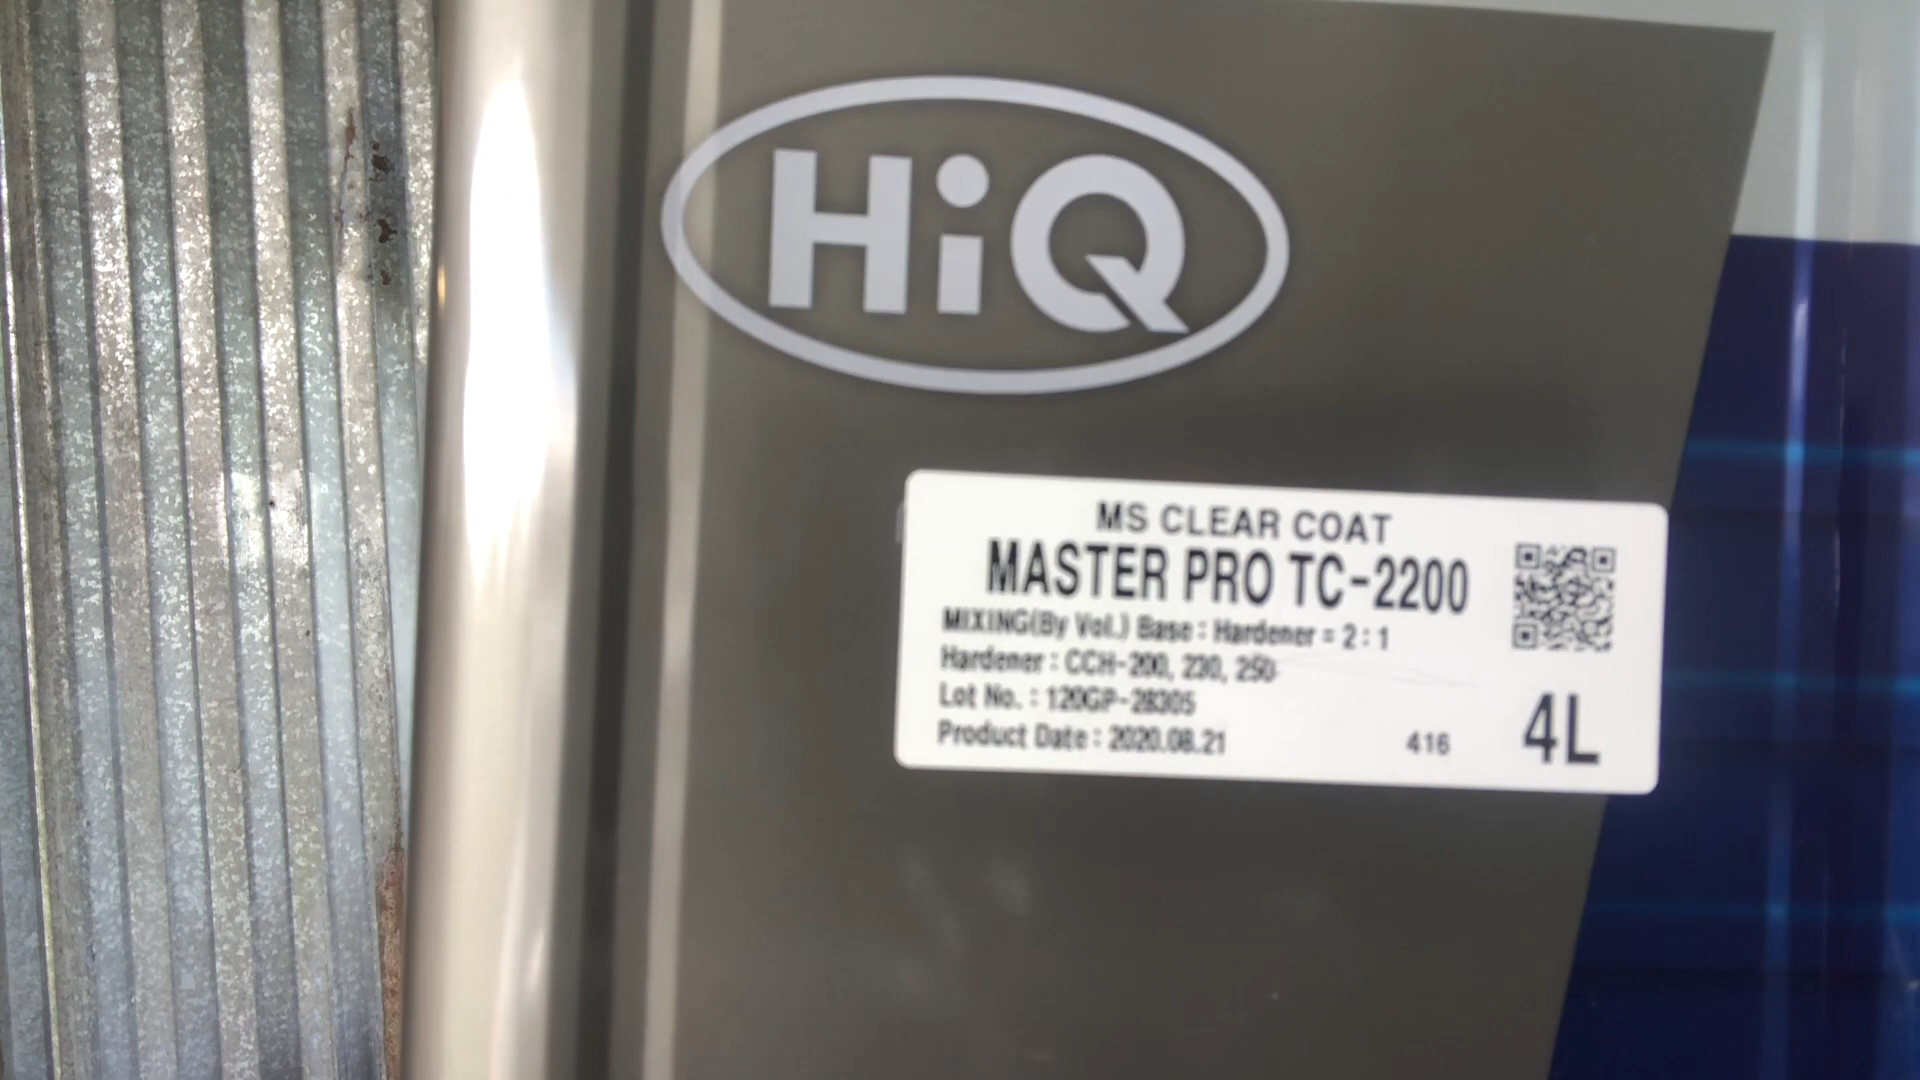 HiQ
MS CLEAR COAT
MASTER PRO TC-2200
MIXING(By Vol.) Base : Hardener = 2 : 1
Hardener : CCH-200, 230, 250
Lot No. : 120GP-28305
Product Date : 2020.08.21
416
4L